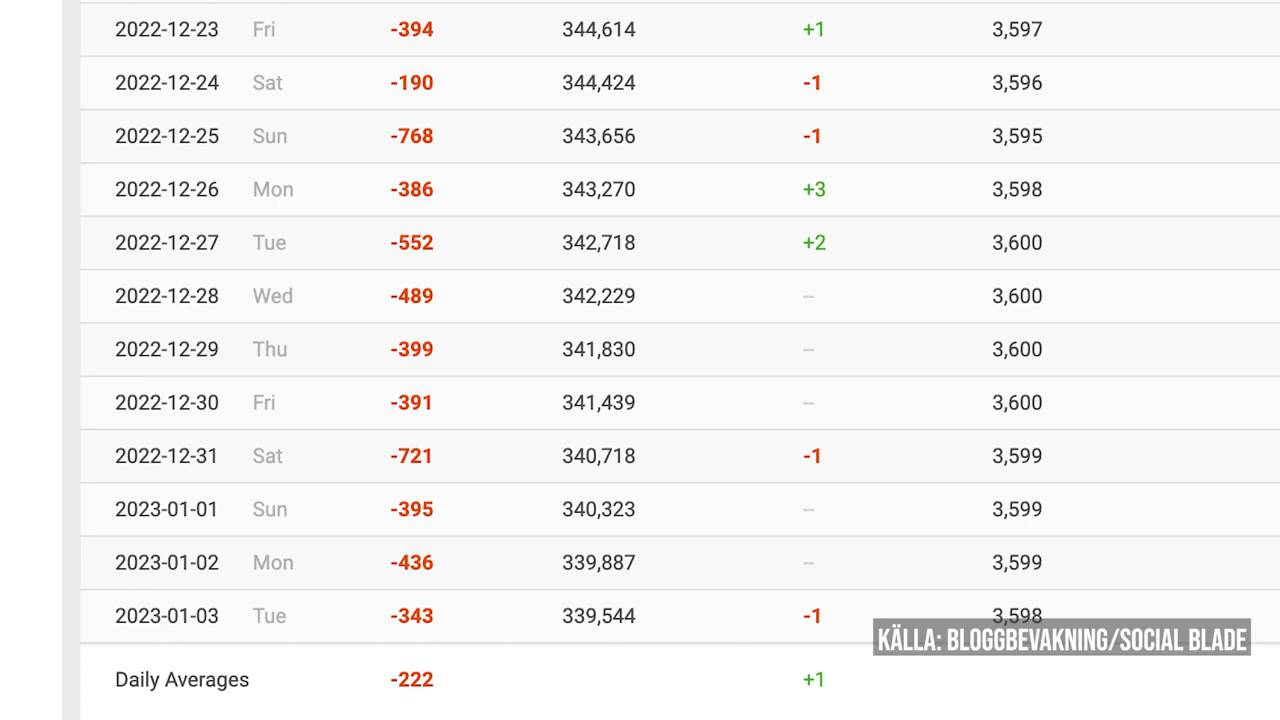 2022-12-23 Fri -394 344,614 +1 3,597
2022-12-24 Sat -190 344,424 -1 3,596
2022-12-25 Sun -768 343,656 -1 3,595
2022-12-26 Mon -386 343,270 +3 3,598
2022-12-27 Tue -552 342,718 +2 3,600
2022-12-28 Wed -489 342,229 -- 3,600
2022-12-29 Thu -399 341,830 -- 3,600
2022-12-30 Fri -391 341,439 -- 3,600
2022-12-31 Sat -721 340,718 -1 3,599
2023-01-01 Sun -395 340,323 -- 3,599
2023-01-02 Mon -436 339,887 -- 3,599
2023-01-03 Tue -343 339,544 -1 3,598
KÄLLA: BLOGGBEVAKNING/SOCIAL BLADE
Daily Averages -222 +1